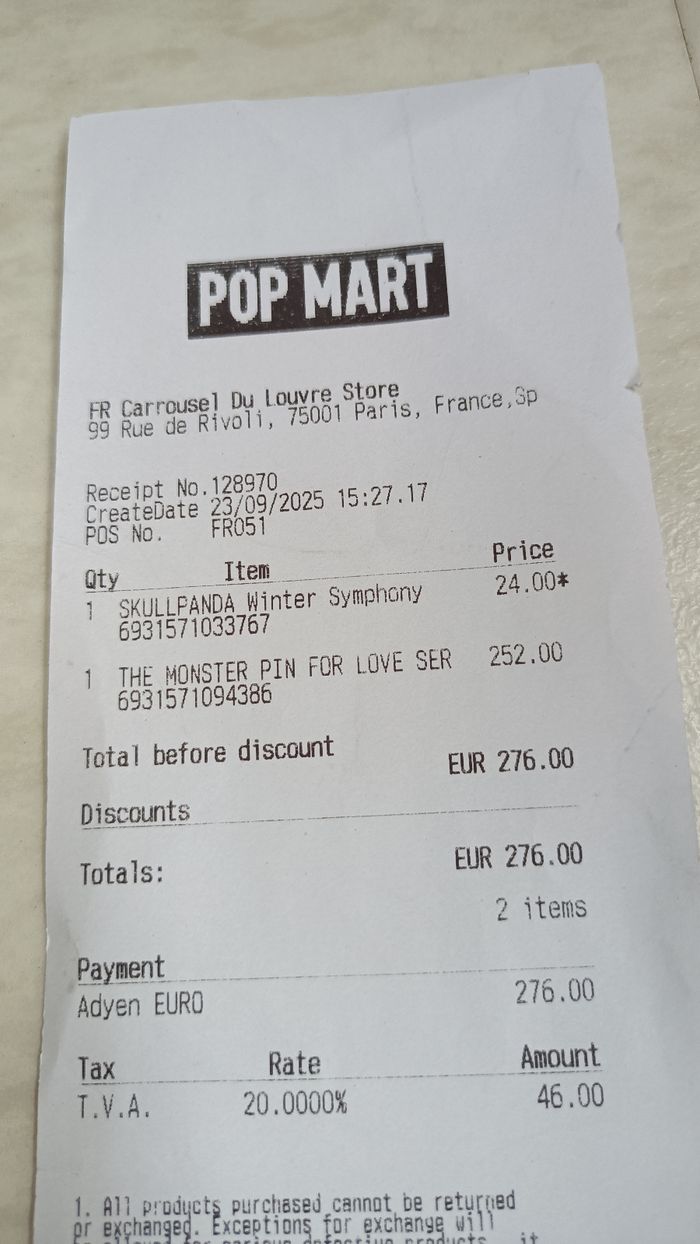 POP MART
FR Carrousel Du Louvre Store
99 Rue de Rivoli, 75001 Paris, France,Sp
Receipt No.128970
CreateDate 23/09/2025 15:27.17
POS No. FR051
Qty Item Price
1 SKULLPANDA Winter Symphony 24.00*
6931571033767
1 THE MONSTER PIN FOR LOVE SER 252.00
6931571094386
Total before discount EUR 276.00
Discounts
Totals: EUR 276.00
2 items
Payment
Adyen EURO 276.00
Tax Rate Amount
T.V.A. 20.0000% 46.00
1. All products purchased cannot be returned
or exchanged. Exceptions for exchange will
products it